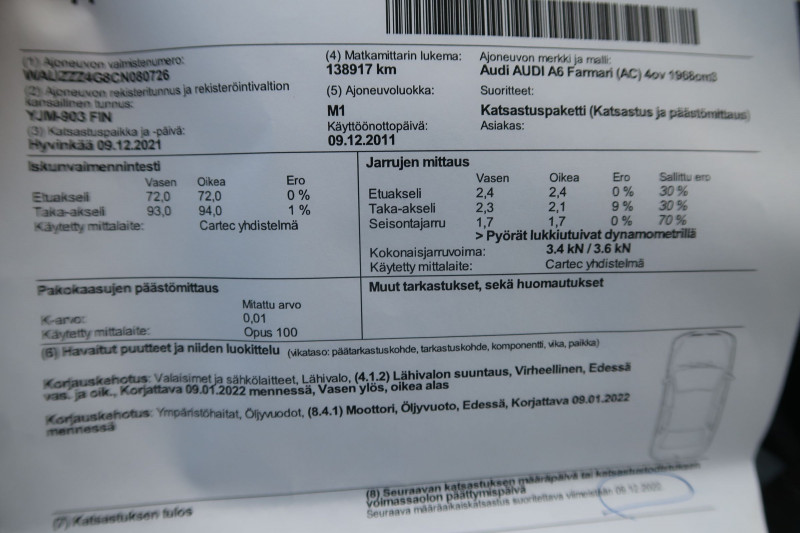 (1) Ajoneuvon valmistenumero:
WAUZZZ4G8CN080726
(2) Ajoneuvon rekisteritunnus ja rekisteröintivaltion
kansallinen tunnus:
YJM-903 FIN
(3) Katsastuspaikka ja -päivä:
Hyvinkää 09.12.2021
(4) Matkamittarin lukema:
138917 km
(5) Ajoneuvoluokka:
M1
Käyttöönottopäivä:
09.12.2011
Ajoneuvon merkki ja malli:
Audi AUDI A6 Farmari (AC) 4ov 1968cm3
Suoritteet:
Katsastuspaketti (Katsastus ja päästömittaus)
Asiakas:
Iskunvaimennintesti
Vasen Oikea Ero
Etuakseli 72,0 72,0 0 %
Taka-akseli 93,0 94,0 1 %
Käytetty mittalaite: Cartec yhdistelmä
Jarrujen mittaus
Vasen Oikea Ero Sallittu ero
Etuakseli 2,4 2,4 0 % 30 %
Taka-akseli 2,3 2,1 9 % 30 %
Seisontajarru 1,7 1,7 0 % 70 %
> Pyörät lukkiutuivat dynamometrillä
Kokonaisjarruvoima: 3.4 kN / 3.6 kN
Käytetty mittalaite: Cartec yhdistelmä
Pakokaasujen päästömittaus
Mitattu arvo
K-arvo: 0,01
Käytetty mittalaite: Opus 100
Muut tarkastukset, sekä huomautukset
(6) Havaitut puutteet ja niiden luokittelu (vikataso: päätarkastuskohde, tarkastuskohde, komponentti, vika, paikka)
Korjauskehotus: Valaisimet ja sähkölaitteet, Lähivalo, (4.1.2) Lähivalon suuntaus, Virheellinen, Edessä
vas. ja oik., Korjattava 09.01.2022 mennessä, Vasen ylös, oikea alas
Korjauskehotus: Ympäristöhaitat, Öljyvuodot, (8.4.1) Moottori, Öljyvuoto, Edessä, Korjattava 09.01.2022
mennessä
(7) Katsastuksen tulos
(8) Seuraavan katsastuksen määräpäivä tai katsastustodistuksen
voimassaolon päättymispäivä
Seuraava määräaikaiskatsastus suoritettava viimeistään